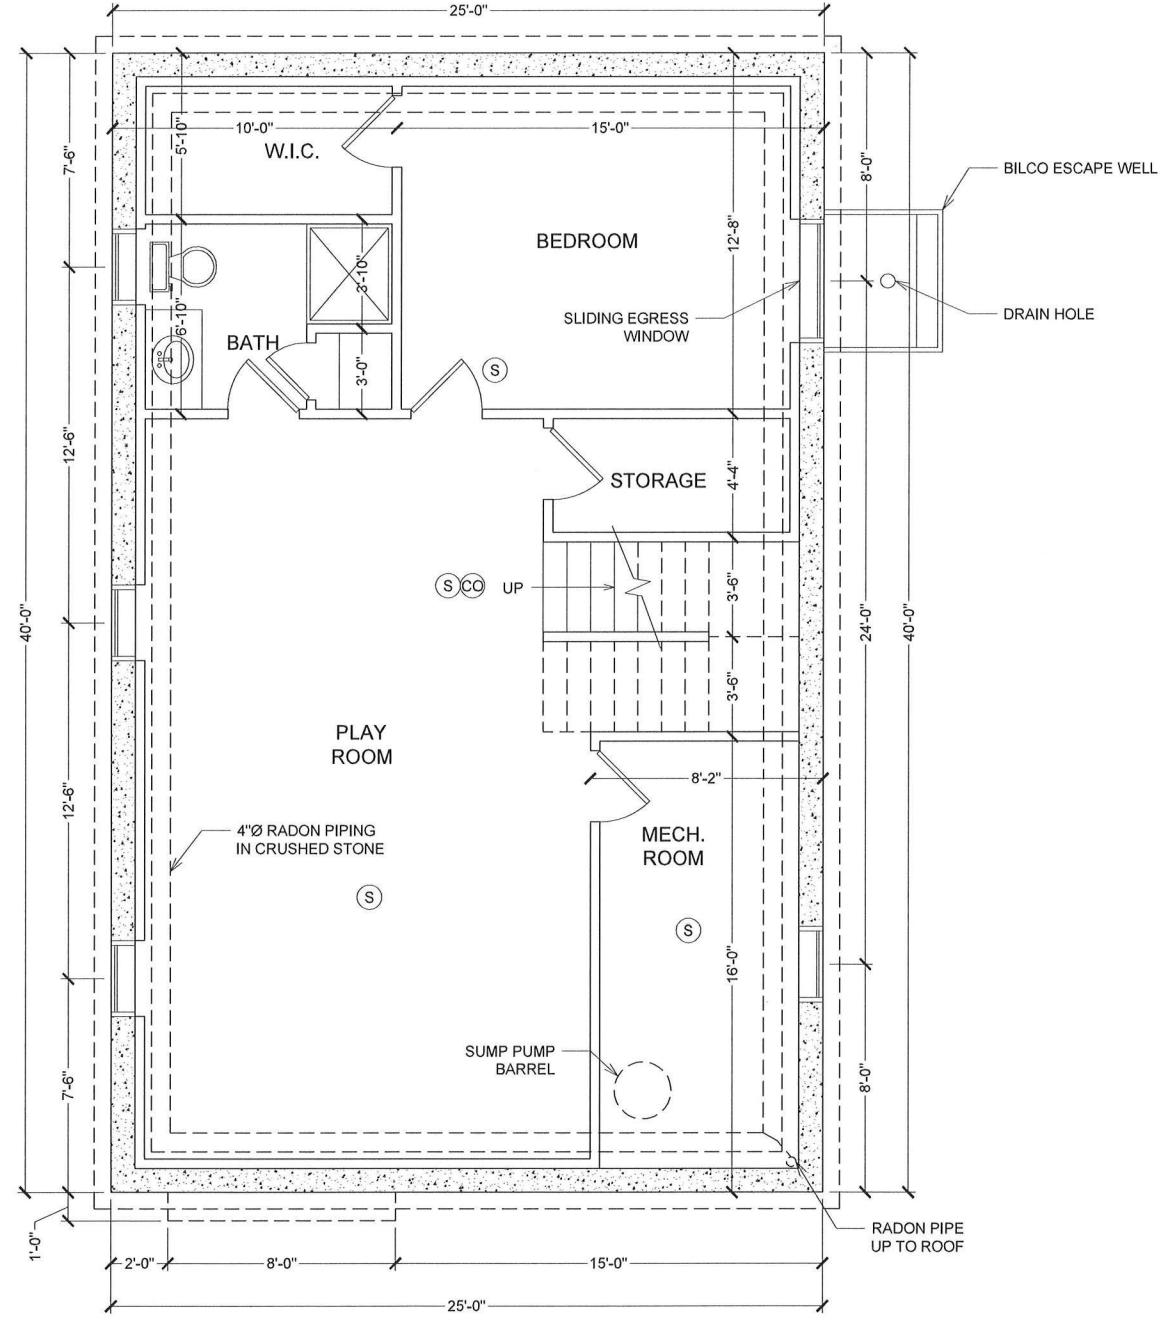 25'-0"
10'-0"
15'-0"
5'-10"
W.I.C.
7'-6"
8'-0"
BILCO ESCAPE WELL
12'-8"
BEDROOM
3'-10"
6'-10"
DRAIN HOLE
SLIDING EGRESS
WINDOW
BATH
3'-0"
S
12'-6"
4'-4"
STORAGE
S
CO
UP
3'-6"
40'-0"
24'-0"
40'-0"
3'-6"
PLAY
ROOM
8'-2"
12'-6"
4"Ø RADON PIPING
IN CRUSHED STONE
MECH.
ROOM
S
S
16'-0"
SUMP PUMP
BARREL
7'-6"
8'-0"
1'-0"
RADON PIPE
UP TO ROOF
2'-0"
8'-0"
15'-0"
25'-0"